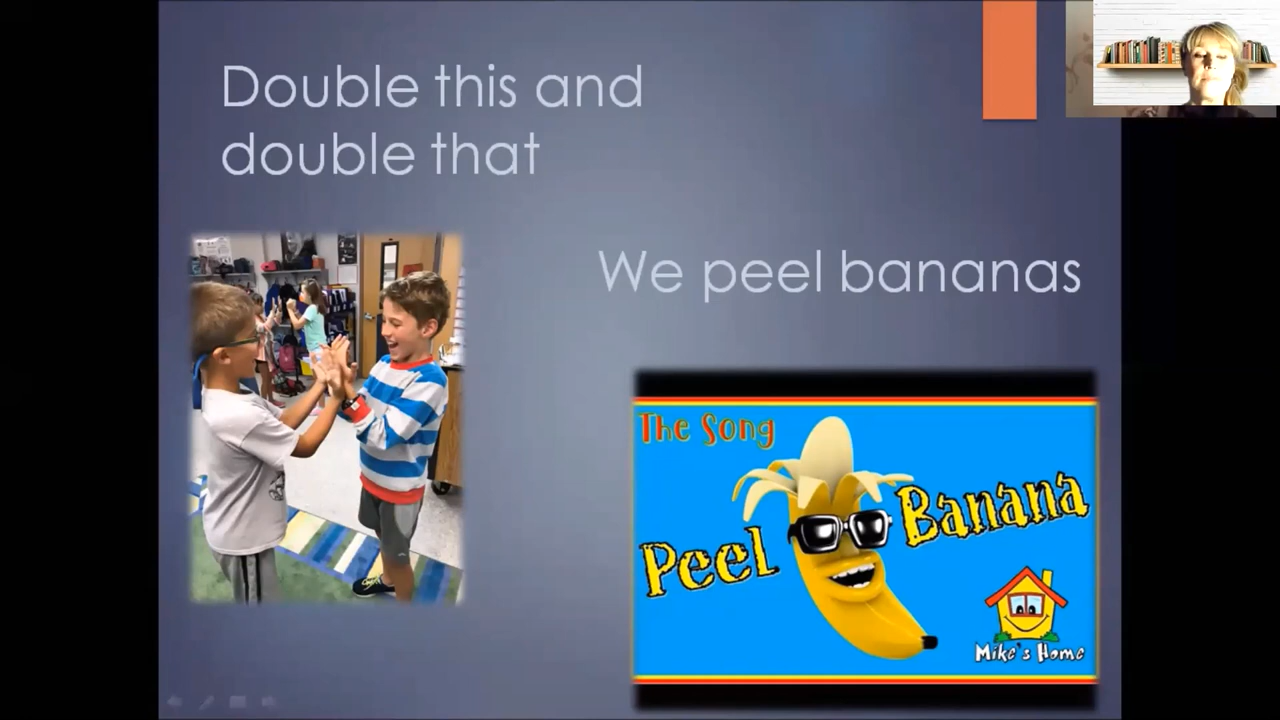 Double this and
double that
We peel bananas
The Song
Peel Banana
Mike's Home